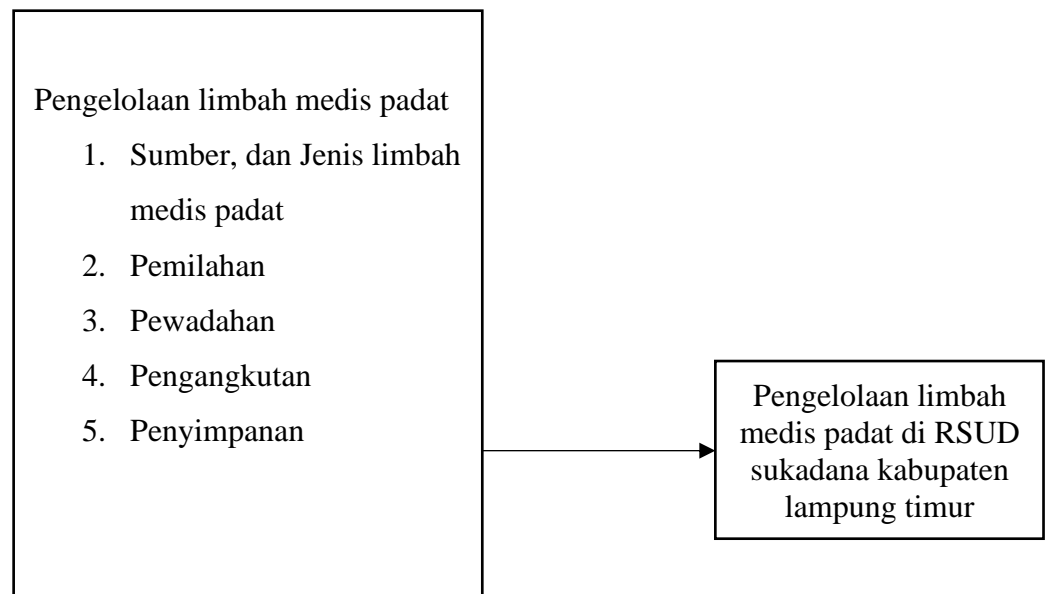 Pengelolaan limbah medis padat
1. Sumber, dan Jenis limbah
medis padat
2. Pemilahan
3. Pewadahan
4. Pengangkutan
5. Penyimpanan
Pengelolaan limbah
medis padat di RSUD
sukadana kabupaten
lampung timur